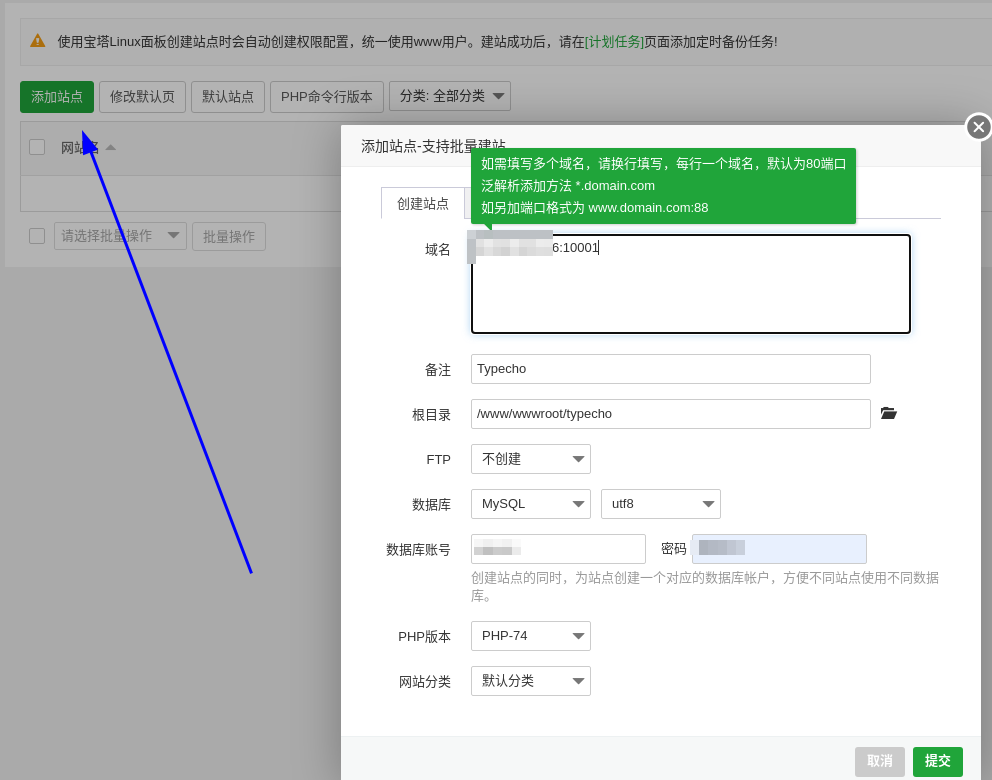 使用宝塔Linux面板创建站点时会自动创建权限配置，统一使用www用户。建站成功后，请在[计划任务]页面添加定时备份任务!
添加站点 修改默认页 默认站点 PHP命令行版本 分类: 全部分类
网站名
请选择批量操作 批量操作
添加站点-支持批量建站
如需填写多个域名，请换行填写，每行一个域名，默认为80端口
泛解析添加方法 *.domain.com
如另加端口格式为 www.domain.com:88
创建站点
域名 6:10001
备注 Typecho
根目录 /www/wwwroot/typecho
FTP 不创建
数据库 MySQL utf8
数据库账号 密码
创建站点的同时，为站点创建一个对应的数据库帐户，方便不同站点使用不同数据
库。
PHP版本 PHP-74
网站分类 默认分类
取消 提交